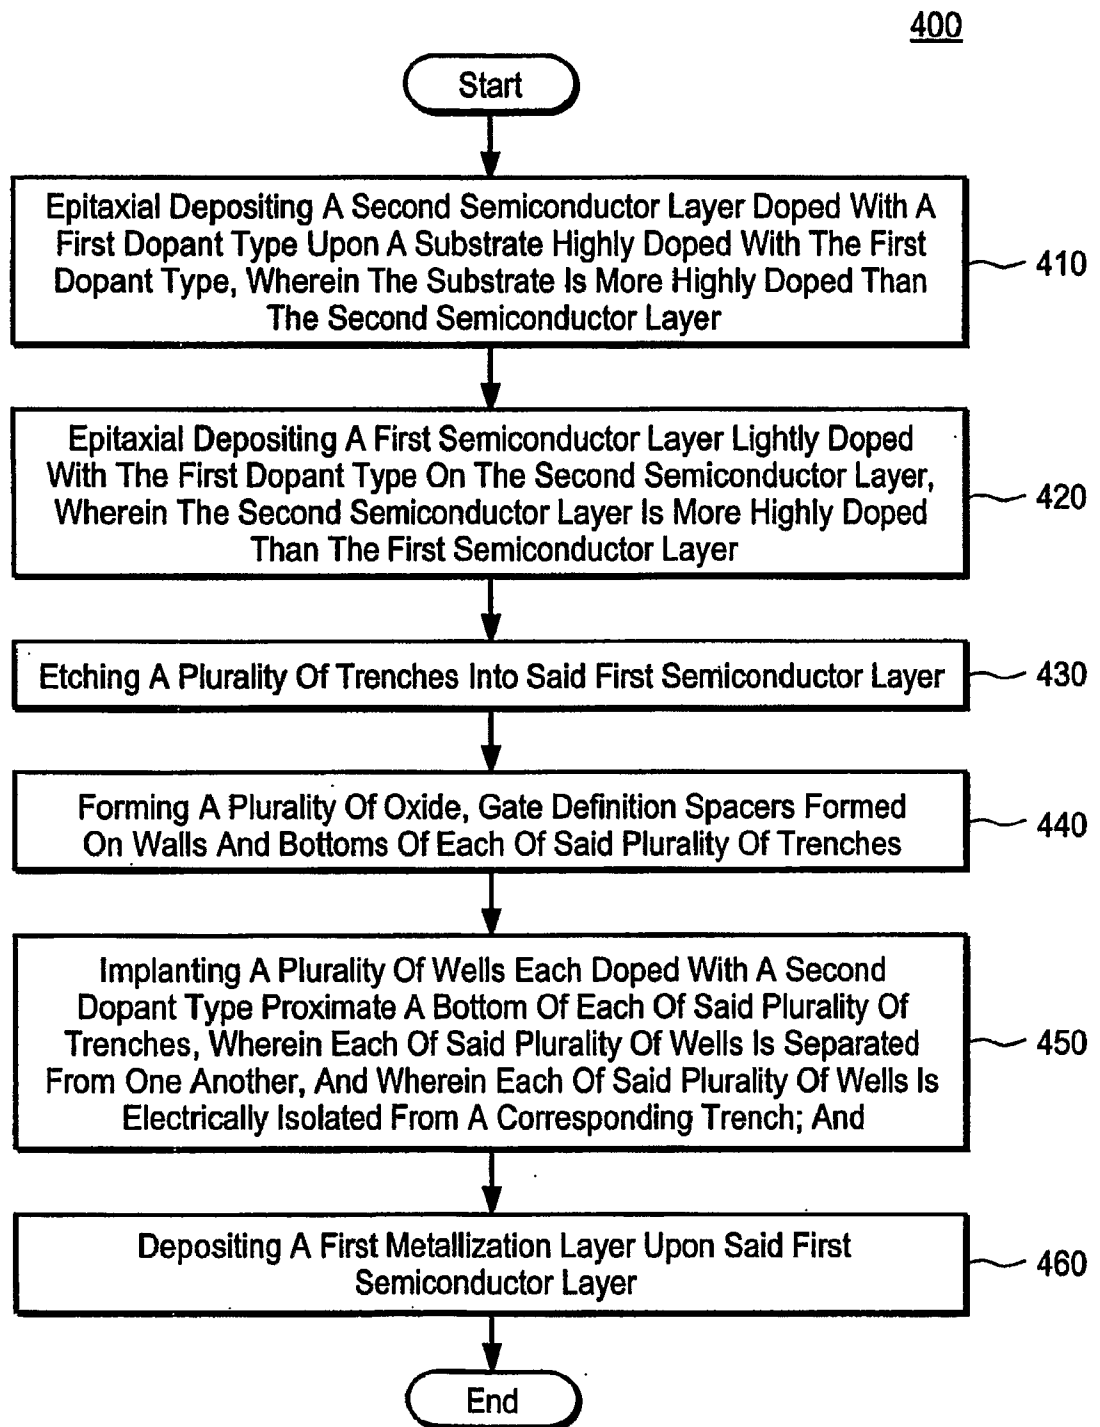 400
Start
Epitaxial Depositing A Second Semiconductor Layer Doped With A
First Dopant Type Upon A Substrate Highly Doped With The First
Dopant Type, Wherein The Substrate Is More Highly Doped Than
The Second Semiconductor Layer
410
Epitaxial Depositing A First Semiconductor Layer Lightly Doped
With The First Dopant Type On The Second Semiconductor Layer,
Wherein The Second Semiconductor Layer Is More Highly Doped
Than The First Semiconductor Layer
420
Etching A Plurality Of Trenches Into Said First Semiconductor Layer
430
Forming A Plurality Of Oxide, Gate Definition Spacers Formed
On Walls And Bottoms Of Each Of Said Plurality Of Trenches
440
Implanting A Plurality Of Wells Each Doped With A Second
Dopant Type Proximate A Bottom Of Each Of Said Plurality Of
Trenches, Wherein Each Of Said Plurality Of Wells Is Separated
From One Another, And Wherein Each Of Said Plurality Of Wells Is
Electrically Isolated From A Corresponding Trench; And
450
Depositing A First Metallization Layer Upon Said First
Semiconductor Layer
460
End